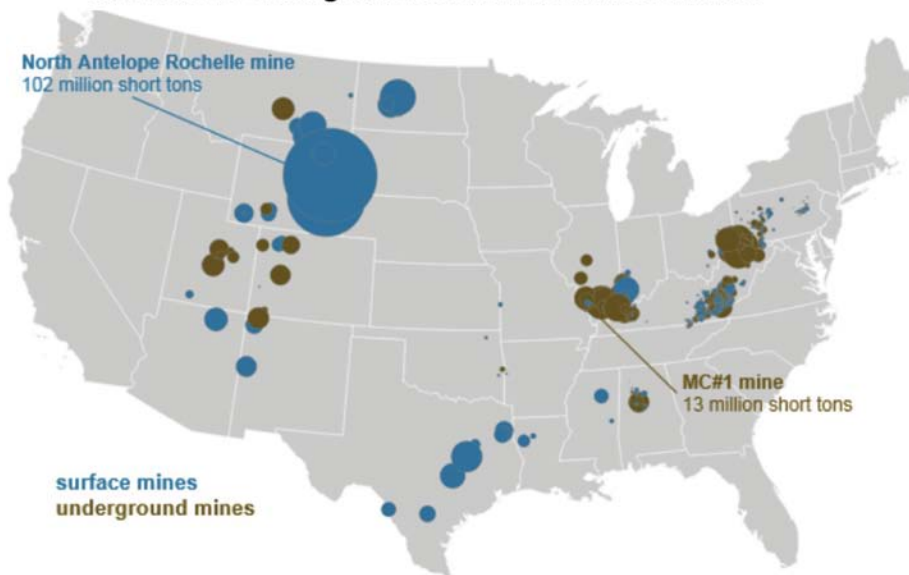 North Antelope Rochelle mine
102 million short tons
MC#1 mine
13 million short tons
surface mines
underground mines